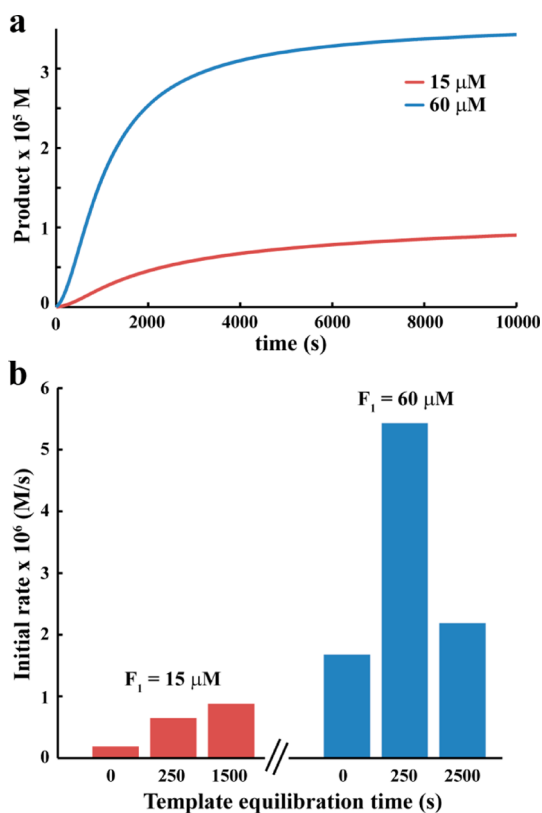 a
Product x 10⁵ M
3
2
1
0
15 μM
60 μM
0 2000 4000 6000 8000 10000
time (s)
b
Initial rate x 10⁶ (M/s)
6
5
4
3
2
1
0
F₁ = 60 μM
F₁ = 15 μM
0 250 1500 0 250 2500
Template equilibration time (s)